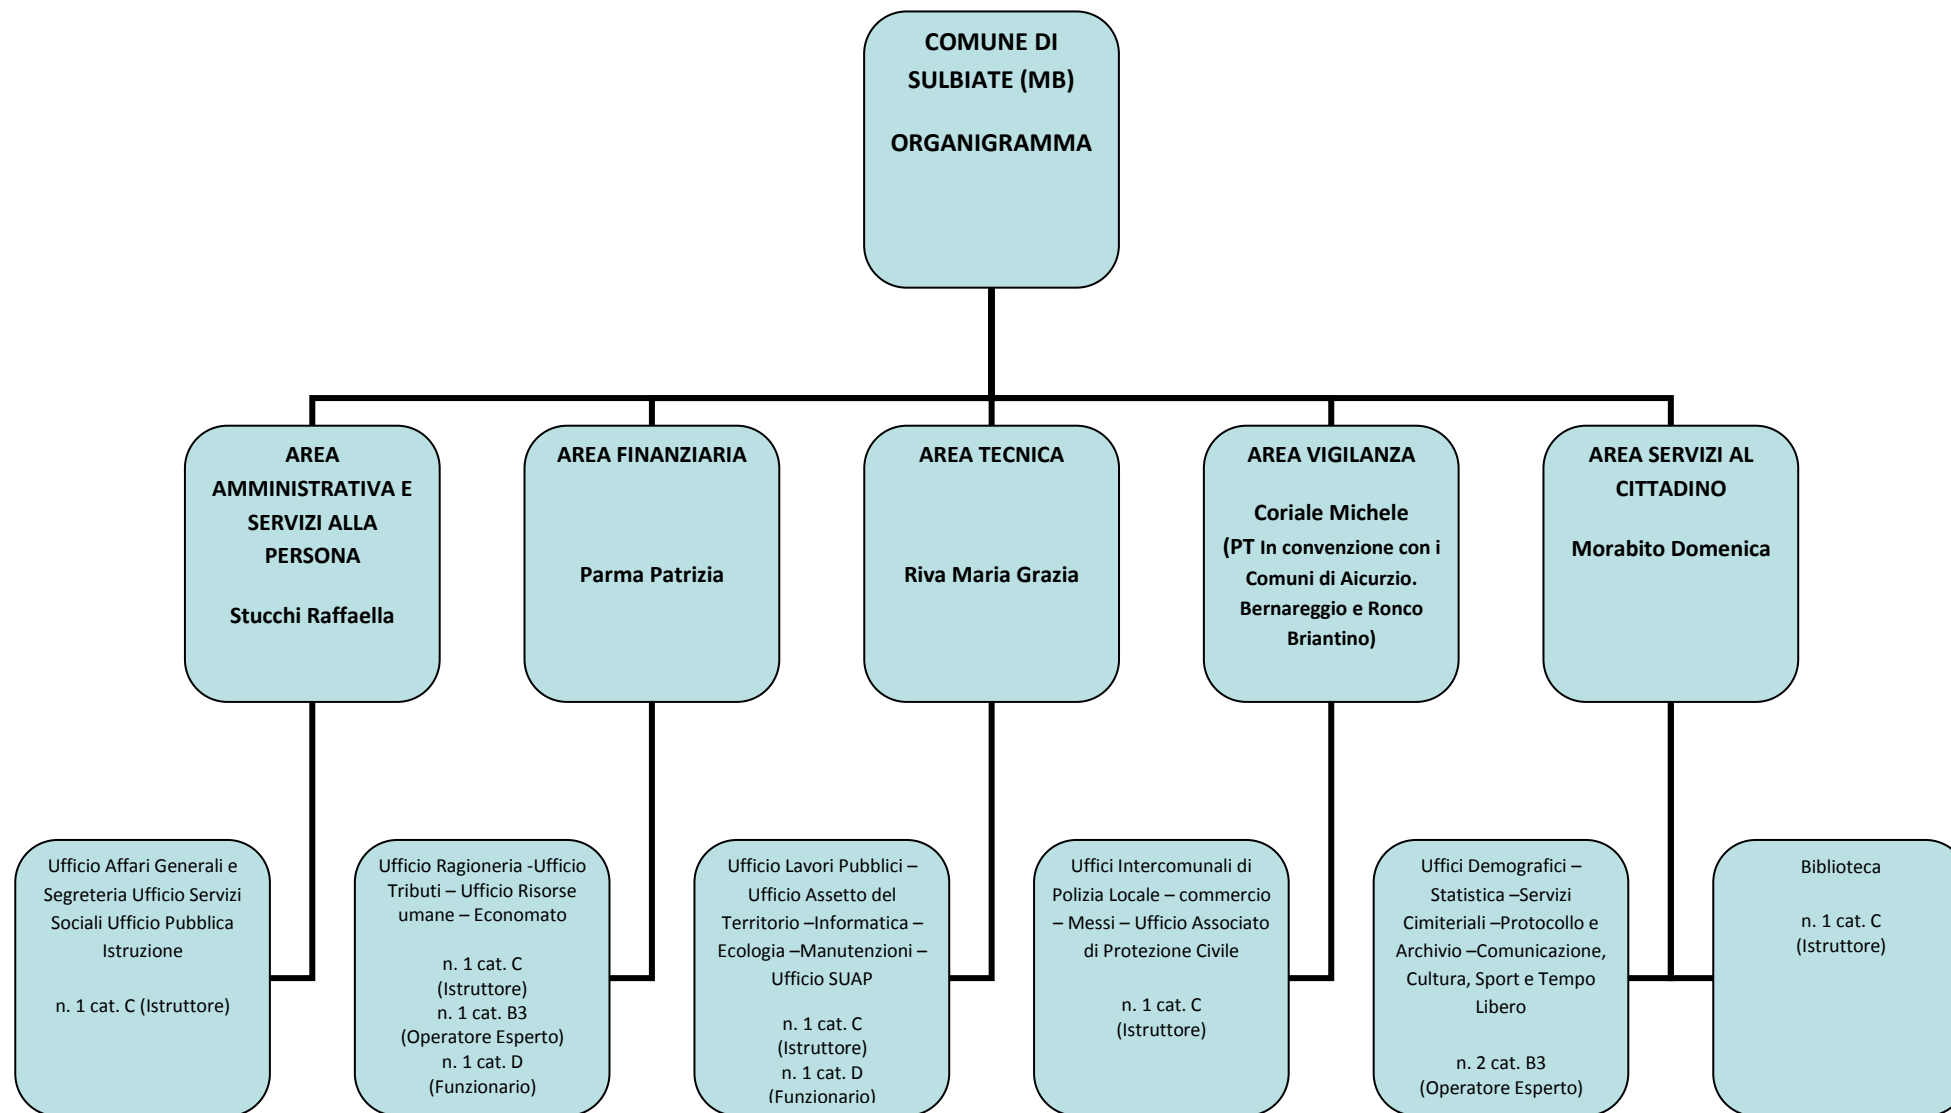 COMUNE DI
SULBIATE (MB)
ORGANIGRAMMA
AREA
AMMINISTRATIVA E
SERVIZI ALLA
PERSONA
Stucchi Raffaella
AREA FINANZIARIA
Parma Patrizia
AREA TECNICA
Riva Maria Grazia
AREA VIGILANZA
Coriale Michele
(PT In convenzione con i
Comuni di Aicurzio.
Bernareggio e Ronco
Briantino)
AREA SERVIZI AL
CITTADINO
Morabito Domenica
Ufficio Affari Generali e
Segreteria Ufficio Servizi
Sociali Ufficio Pubblica
Istruzione
n. 1 cat. C (Istruttore)
Ufficio Ragioneria -Ufficio
Tributi – Ufficio Risorse
umane – Economato
n. 1 cat. C
(Istruttore)
n. 1 cat. B3
(Operatore Esperto)
n. 1 cat. D
(Funzionario)
Ufficio Lavori Pubblici –
Ufficio Assetto del
Territorio –Informatica –
Ecologia –Manutenzioni –
Ufficio SUAP
n. 1 cat. C
(Istruttore)
n. 1 cat. D
(Funzionario)
Uffici Intercomunali di
Polizia Locale – commercio
– Messi – Ufficio Associato
di Protezione Civile
n. 1 cat. C
(Istruttore)
Uffici Demografici –
Statistica –Servizi
Cimiteriali –Protocollo e
Archivio –Comunicazione,
Cultura, Sport e Tempo
Libero
n. 2 cat. B3
(Operatore Esperto)
Biblioteca
n. 1 cat. C
(Istruttore)